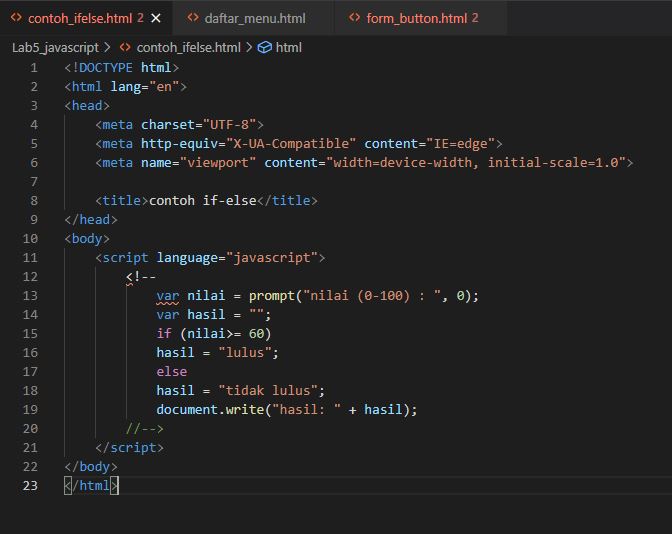 contoh_ifelse.html 2 × daftar_menu.html form_button.html 2
Lab5_javascript > contoh_ifelse.html > html
1 <!DOCTYPE html>
2 <html lang="en">
3 <head>
4 <meta charset="UTF-8">
5 <meta http-equiv="X-UA-Compatible" content="IE=edge">
6 <meta name="viewport" content="width=device-width, initial-scale=1.0">
7
8 <title>contoh if-else</title>
9 </head>
10 <body>
11 <script language="javascript">
12 <!--
13 var nilai = prompt("nilai (0-100) : ", 0);
14 var hasil = "";
15 if (nilai>= 60)
16 hasil = "lulus";
17 else
18 hasil = "tidak lulus";
19 document.write("hasil: " + hasil);
20 //-->
21 </script>
22 </body>
23 </html>